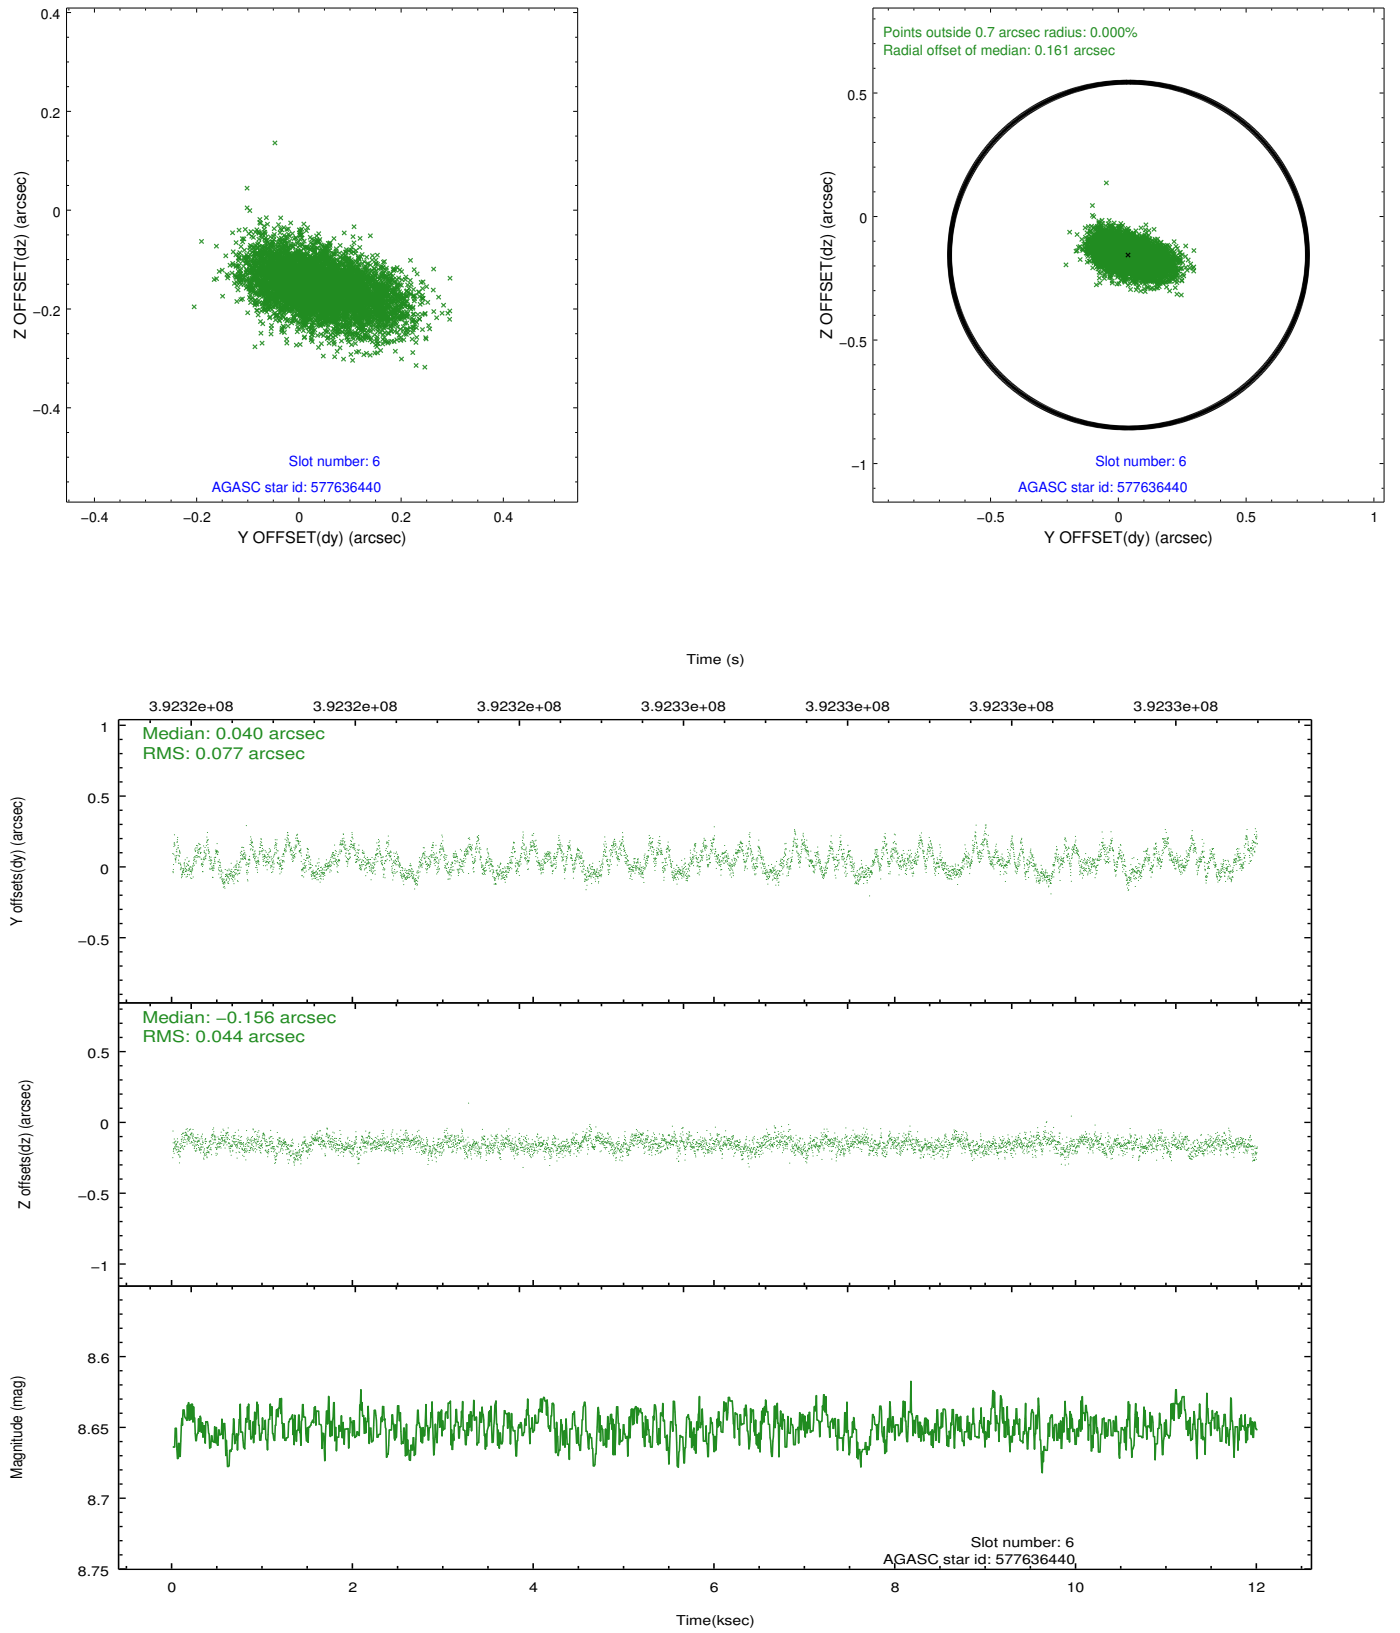 0.4
0.2
0
−0.2
−0.4
Z OFFSET(dz) (arcsec)
Slot number: 6
AGASC star id: 577636440
−0.4 −0.2 0 0.2 0.4
Y OFFSET(dy) (arcsec)
Points outside 0.7 arcsec radius: 0.000%
Radial offset of median: 0.161 arcsec
0.5
0
−0.5
−1
Z OFFSET(dz) (arcsec)
Slot number: 6
AGASC star id: 577636440
−0.5 0 0.5 1
Y OFFSET(dy) (arcsec)
Time (s)
3.9232e+08 3.9232e+08 3.9232e+08 3.9233e+08 3.9233e+08 3.9233e+08 3.9233e+08
Median: 0.040 arcsec
RMS: 0.077 arcsec
1
0.5
0
−0.5
Y offsets(dy) (arcsec)
Median: −0.156 arcsec
RMS: 0.044 arcsec
0.5
0
−0.5
−1
Z offsets(dz) (arcsec)
8.6
8.65
8.7
8.75
Magnitude (mag)
Slot number: 6
AGASC star id: 577636440
0 2 4 6 8 10 12
Time(ksec)